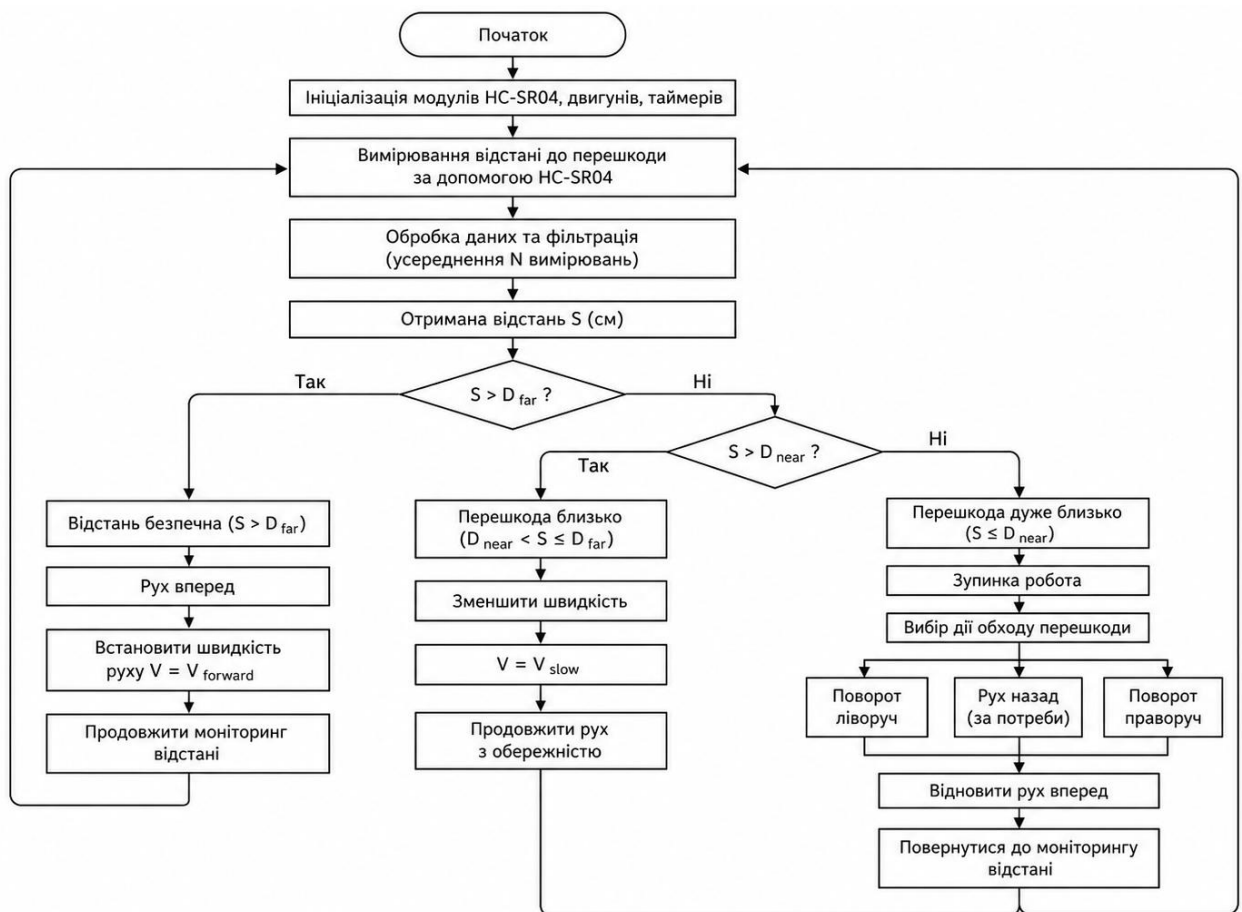 Початок
Ініціалізація модулів HC-SR04, двигунів, таймерів
Вимірювання відстані до перешкоди
за допомогою HC-SR04
Обробка даних та фільтрація
(усереднення N вимірювань)
Отримана відстань S (см)
Так
S > D far ?
Ні
S > D near ?
Так
Ні
Відстань безпечна (S > D far)
Рух вперед
Встановити швидкість
руху V = V forward
Продовжити моніторинг
відстані
Перешкода близько
(D near < S ≤ D far)
Зменшити швидкість
V = V slow
Продовжити рух
з обережністю
Перешкода дуже близько
(S ≤ D near)
Зупинка робота
Вибір дії обходу перешкоди
Поворот
ліворуч
Рух назад
(за потреби)
Поворот
праворуч
Відновити рух вперед
Повернутися до моніторингу
відстані